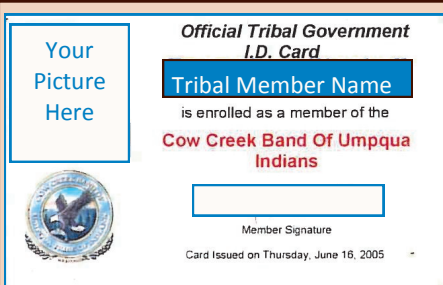 Official Tribal Government
I.D. Card
Your
Picture
Here
Tribal Member Name
is enrolled as a member of the
Cow Creek Band Of Umpqua
Indians
Member Signature
Card Issued on Thursday, June 16, 2005